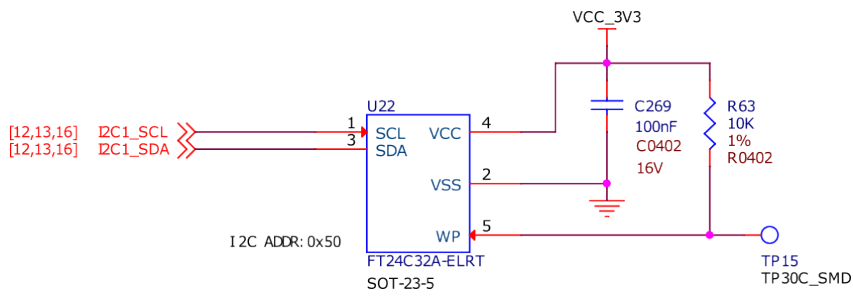 VCC_3V3
U22
C269
R63
[12,13,16] I2C1_SCL
1
SCL
VCC
4
100nF
10K
[12,13,16] I2C1_SDA
3
SDA
C0402
1%
16V
R0402
VSS
2
I2C ADDR: 0x50
WP
5
FT24C32A-ELRT
SOT-23-5
TP15
TP30C_SMD